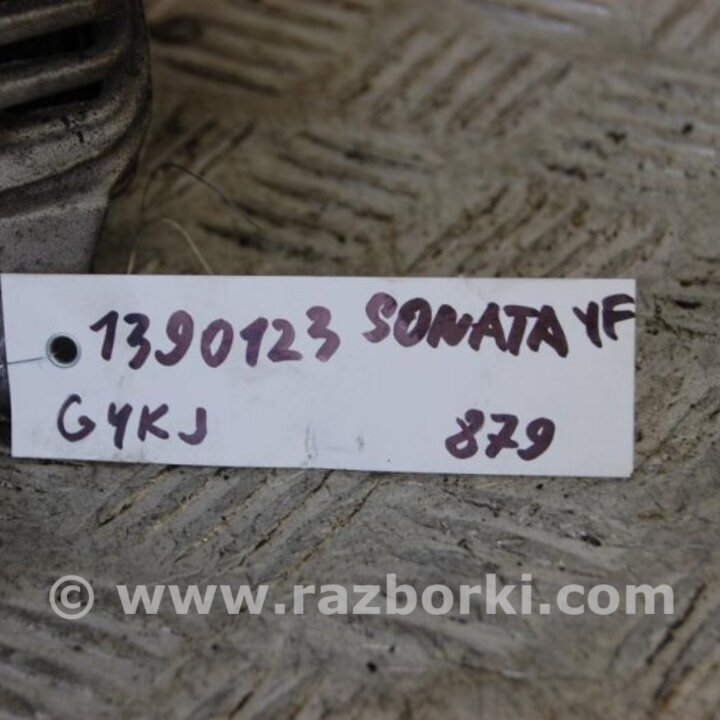 1390123 SONATA YF
G4KJ 879
© www.razborki.com